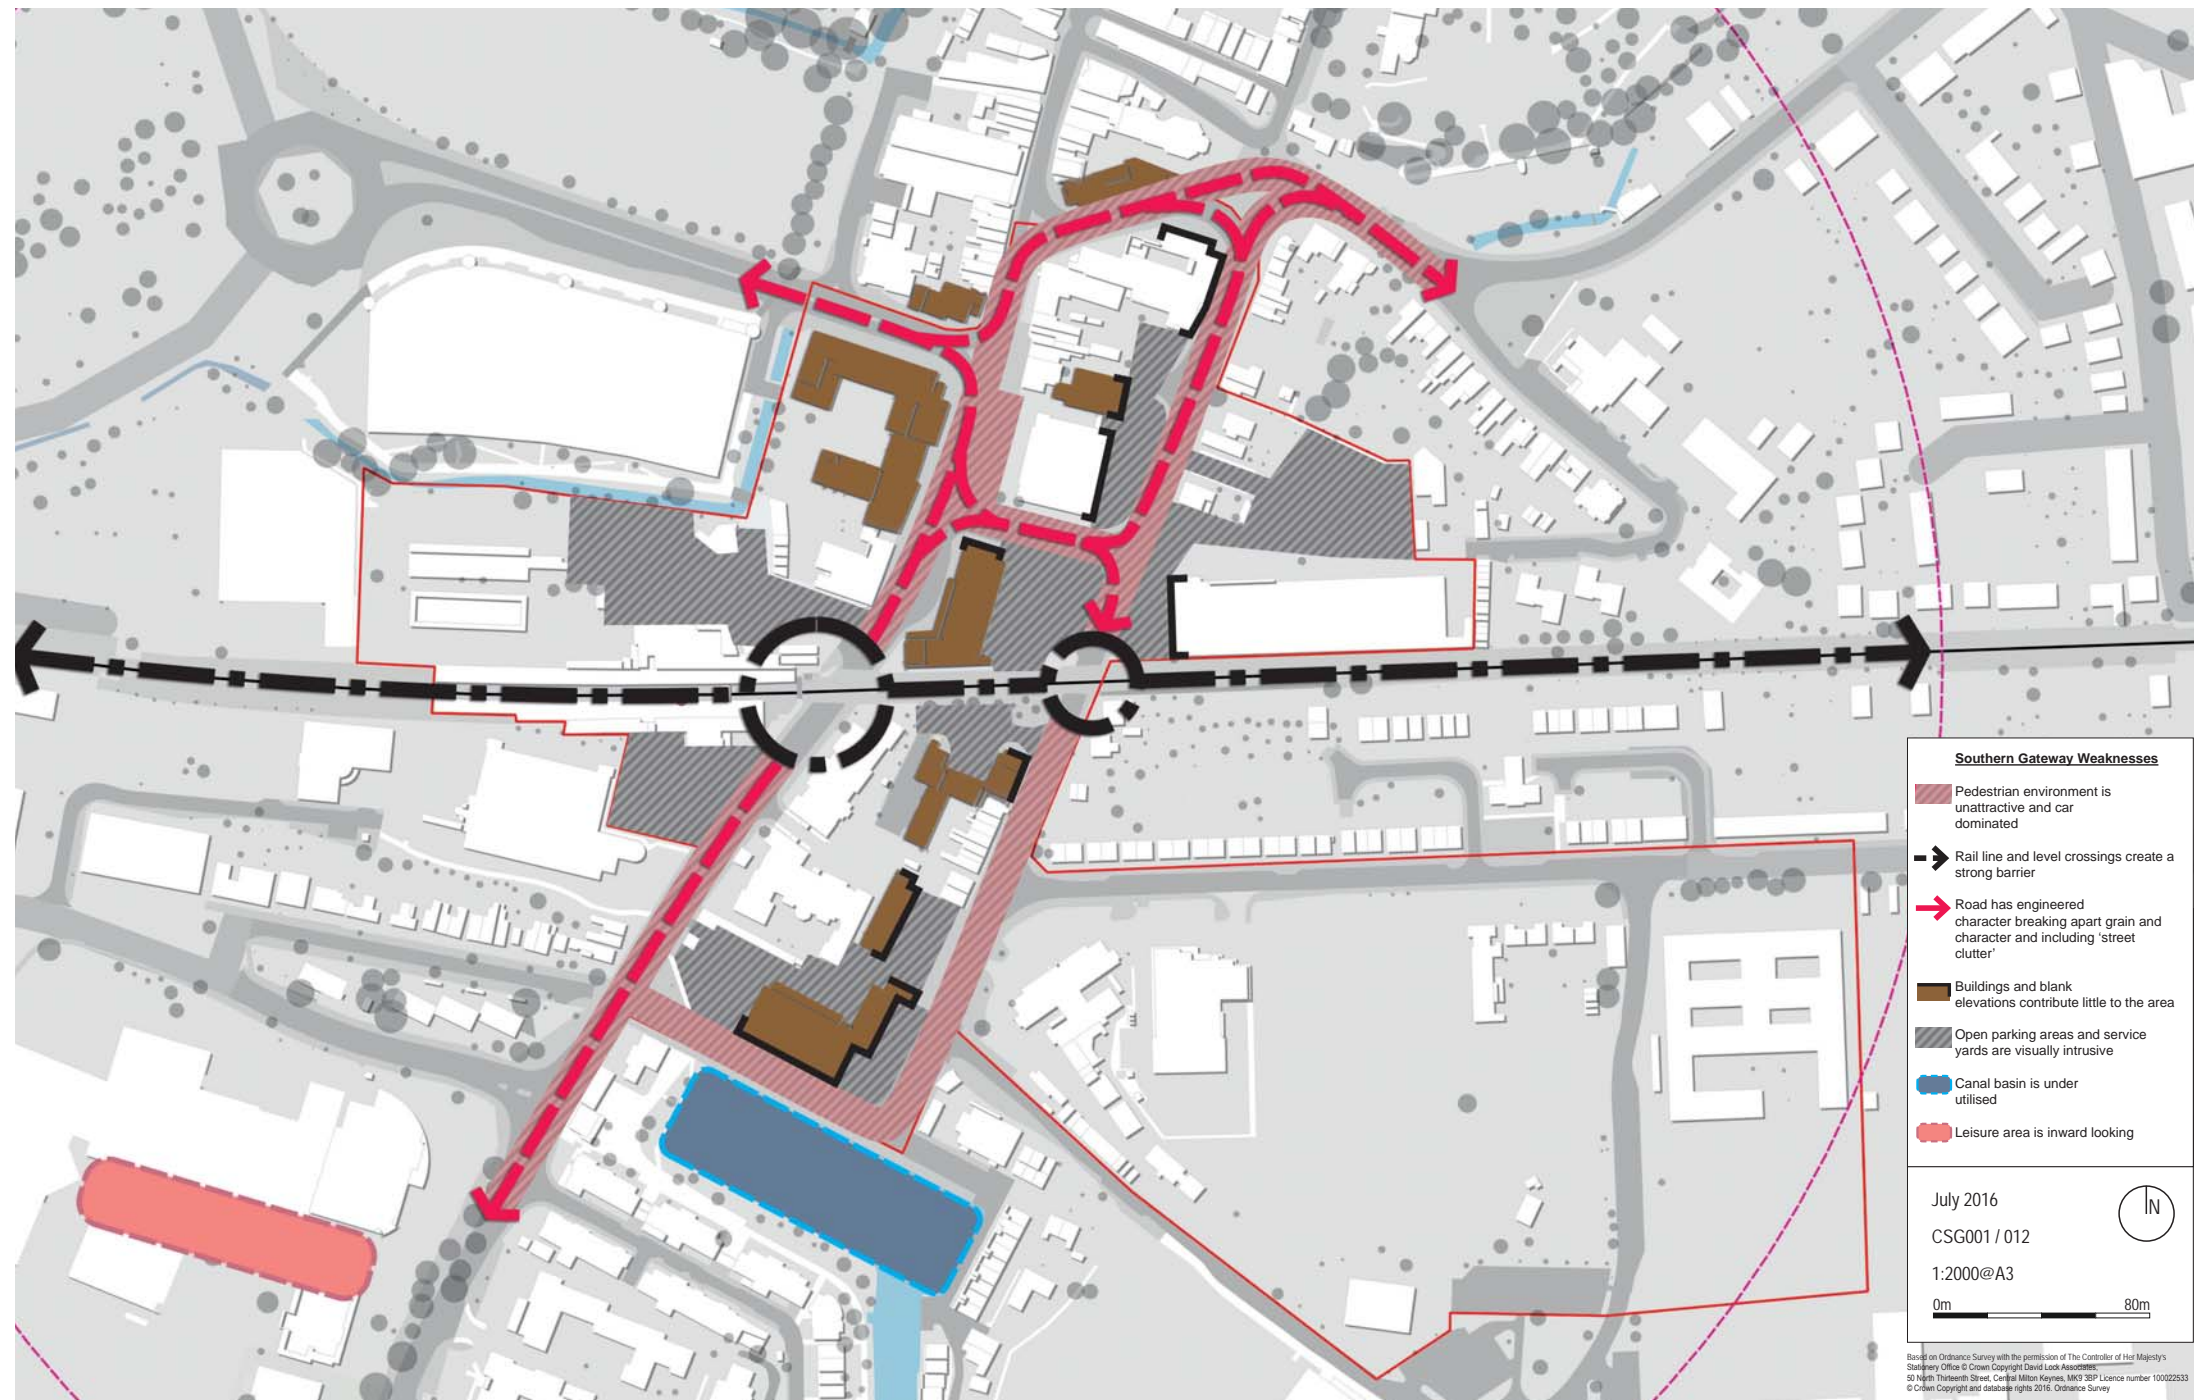 Southern Gateway Weaknesses
Pedestrian environment is
unattractive and car
dominated
Rail line and level crossings create a
strong barrier
Road has engineered
character breaking apart grain and
character and including ‘street
clutter’
Buildings and blank
elevations contribute little to the area
Open parking areas and service
yards are visually intrusive
Canal basin is under
utilised
Leisure area is inward looking
July 2016
N
CSG001 / 012
1:2000@A3
0m 80m
Based on Ordnance Survey with the permission of The Controller of Her Majesty's
Stationery Office © Crown Copyright David Lock Associates,
50 North Thirteenth Street, Central Milton Keynes, MK9 3BP Licence number 100022533
© Crown Copyright and database rights 2016. Ordnance Survey